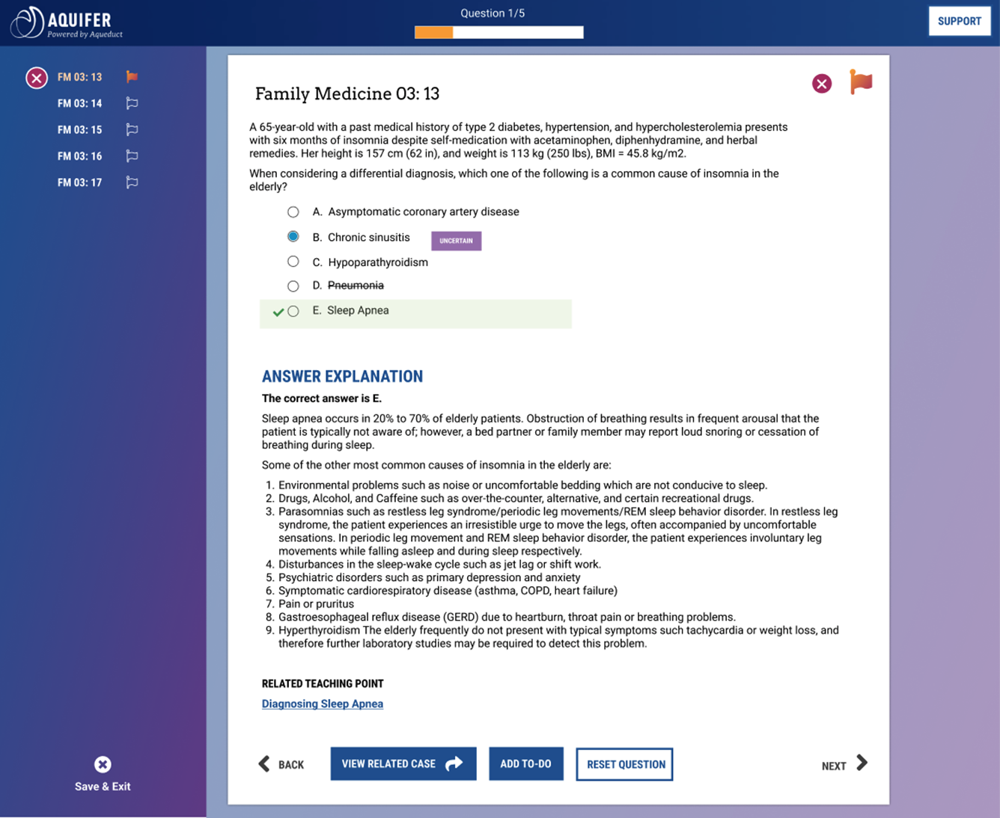 AQUIFER
Powered by Aqueduct
Question 1/5
SUPPORT
FM 03: 13
FM 03: 14
FM 03: 15
FM 03: 16
FM 03: 17
Save & Exit
Family Medicine 03: 13
A 65-year-old with a past medical history of type 2 diabetes, hypertension, and hypercholesterolemia presents
with six months of insomnia despite self-medication with acetaminophen, diphenhydramine, and herbal
remedies. Her height is 157 cm (62 in), and weight is 113 kg (250 lbs), BMI = 45.8 kg/m2.
When considering a differential diagnosis, which one of the following is a common cause of insomnia in the
elderly?
A. Asymptomatic coronary artery disease
B. Chronic sinusitis UNCERTAIN
C. Hypoparathyroidism
D. Pneumonia
E. Sleep Apnea
ANSWER EXPLANATION
The correct answer is E.
Sleep apnea occurs in 20% to 70% of elderly patients. Obstruction of breathing results in frequent arousal that the
patient is typically not aware of; however, a bed partner or family member may report loud snoring or cessation of
breathing during sleep.
Some of the other most common causes of insomnia in the elderly are:
1. Environmental problems such as noise or uncomfortable bedding which are not conducive to sleep.
2. Drugs, Alcohol, and Caffeine such as over-the-counter, alternative, and certain recreational drugs.
3. Parasomnias such as restless leg syndrome/periodic leg movements/REM sleep behavior disorder. In restless leg
syndrome, the patient experiences an irresistible urge to move the legs, often accompanied by uncomfortable
sensations. In periodic leg movement and REM sleep behavior disorder, the patient experiences involuntary leg
movements while falling asleep and during sleep respectively.
4. Disturbances in the sleep-wake cycle such as jet lag or shift work.
5. Psychiatric disorders such as primary depression and anxiety
6. Symptomatic cardiorespiratory disease (asthma, COPD, heart failure)
7. Pain or pruritus
8. Gastroesophageal reflux disease (GERD) due to heartburn, throat pain or breathing problems.
9. Hyperthyroidism The elderly frequently do not present with typical symptoms such tachycardia or weight loss, and
therefore further laboratory studies may be required to detect this problem.
RELATED TEACHING POINT
Diagnosing Sleep Apnea
BACK
VIEW RELATED CASE
ADD TO-DO
RESET QUESTION
NEXT